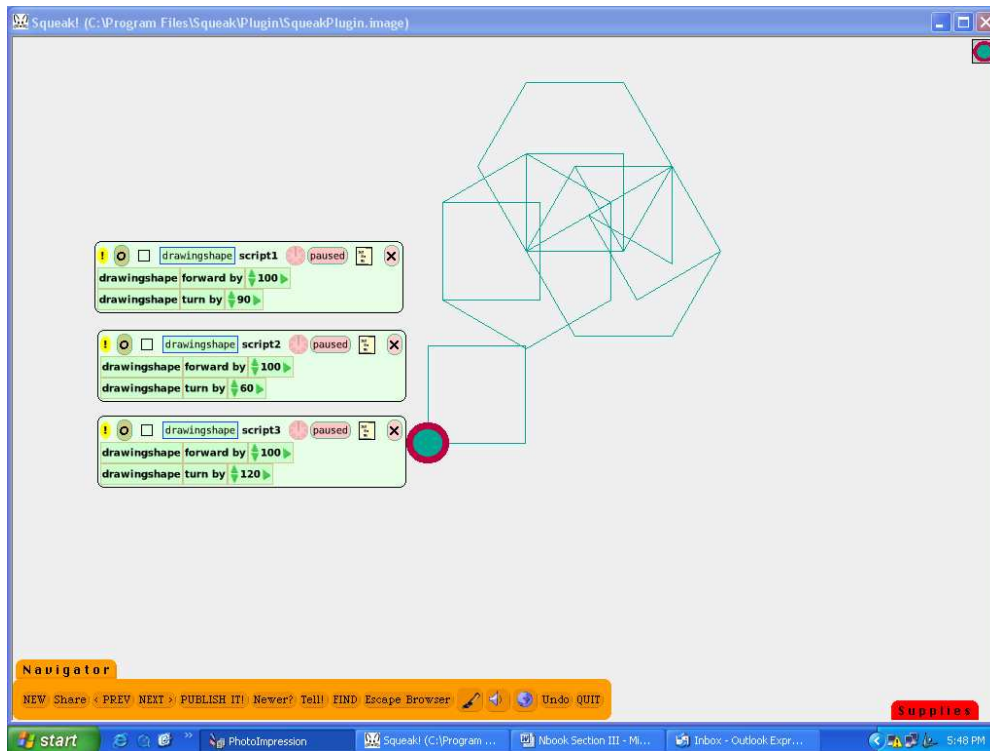 Squeak! (C:\Program Files\Squeak\Plugin\SqueakPlugin.image)
! drawingshape script1 paused
drawingshape forward by 100
drawingshape turn by 90
! drawingshape script2 paused
drawingshape forward by 100
drawingshape turn by 60
! drawingshape script3 paused
drawingshape forward by 100
drawingshape turn by 120
Navigator
NEW Share < PREV NEXT > PUBLISH IT! Newer? Tell! FIND Escape Browser Undo QUIT
Supplies
start PhotoImpression Squeak! (C:\Program ... Nbook Section III - Mi... Inbox - Outlook Expr... 5:48 PM